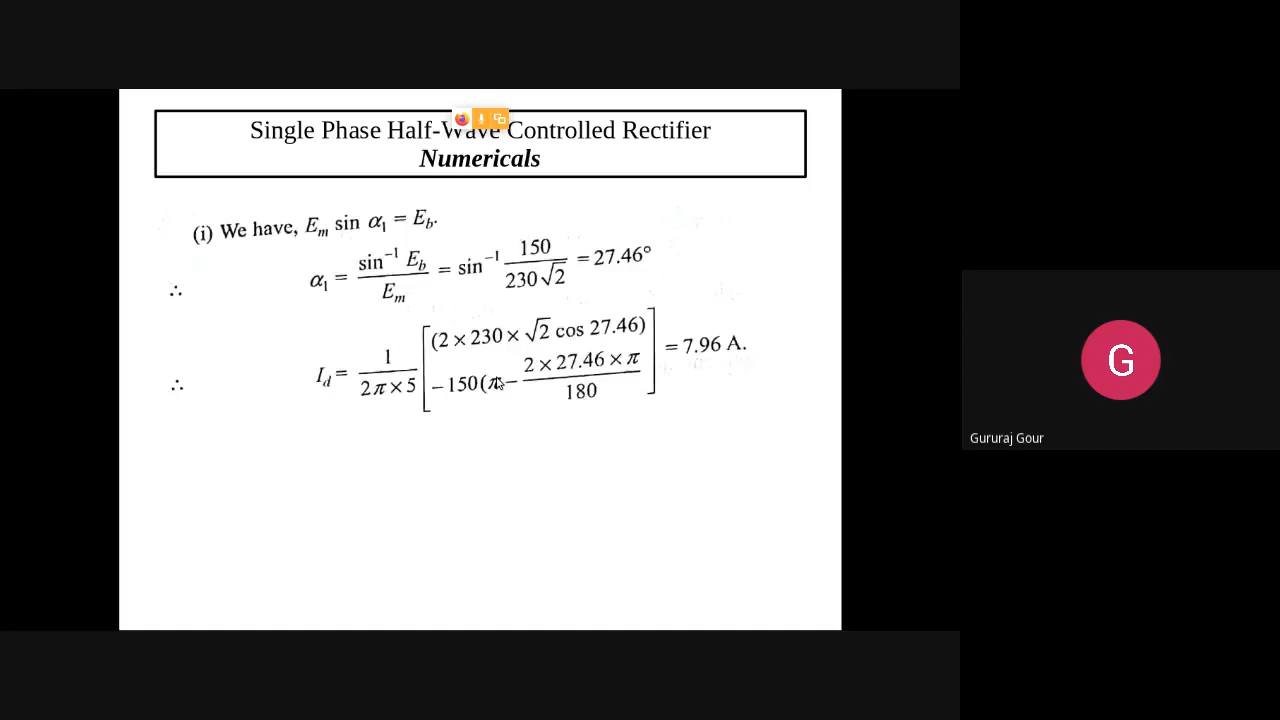 Single Phase Half-Wave Controlled Rectifier
Numericals
(i) We have, E_m sin α_1 = E_b.
∴ α_1 = sin^–1 E_b / E_m = sin^–1 150 / 230√2 = 27.46°
∴ I_d = 1 / 2π × 5 [(2 × 230 × √2 cos 27.46)
– 150(π – 2 × 27.46 × π / 180] = 7.96 A.
G
Gururaj Gour